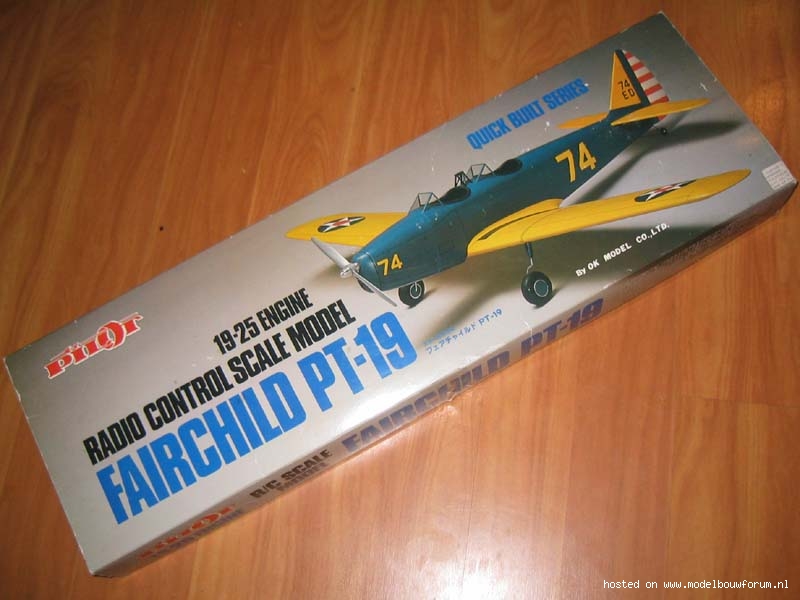 PILOT
QUICK BUILT SERIES
74
ED
74
74
By OK MODEL CO.,LTD.
19-25 ENGINE
RADIO CONTROL SCALE MODEL
FAIRCHILD PT-19
フェアチャイルド PT-19
R/C SCALE
FAIRCHILD PT-19
hosted on www.modelbouwforum.nl